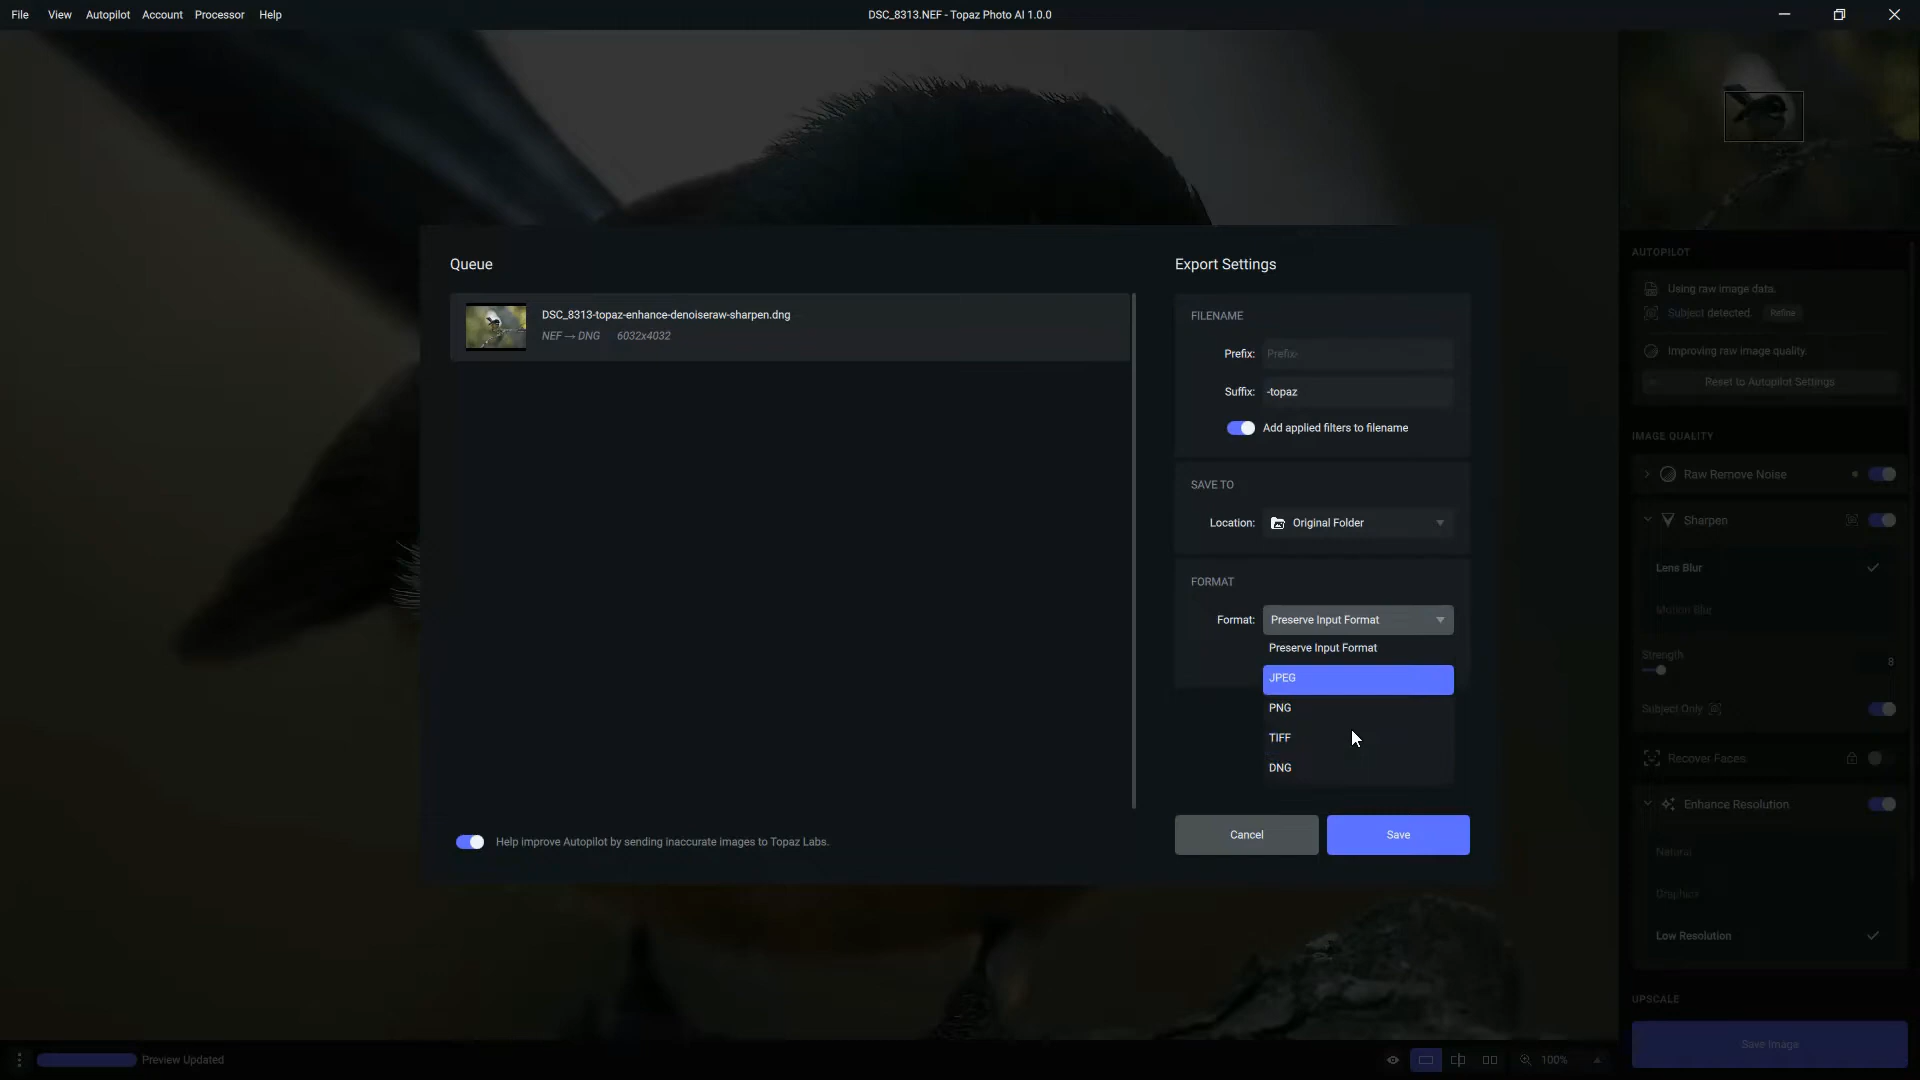 File View Autopilot Account Processor Help
DSC_8313.NEF - Topaz Photo AI 1.0.0
Queue
DSC_8313-topaz-enhance-denoiseraw-sharpen.dng
NEF → DNG 6032x4032
Help improve Autopilot by sending inaccurate images to Topaz Labs.
Export Settings
FILENAME
Prefix: Prefix-
Suffix: -topaz
Add applied filters to filename
SAVE TO
Location: Original Folder
FORMAT
Format: Preserve Input Format
Preserve Input Format
JPEG
PNG
TIFF
DNG
Cancel
Save
AUTOPILOT
Using raw image data.
Subject detected. Refine
Improving raw image quality.
Reset to Autopilot Settings
IMAGE QUALITY
Raw Remove Noise
Sharpen
Lens Blur
Motion Blur
Strength
8
Subject Only
Recover Faces
Enhance Resolution
Natural
Graphics
Low Resolution
UPSCALE
Save Image
Preview Updated
100%